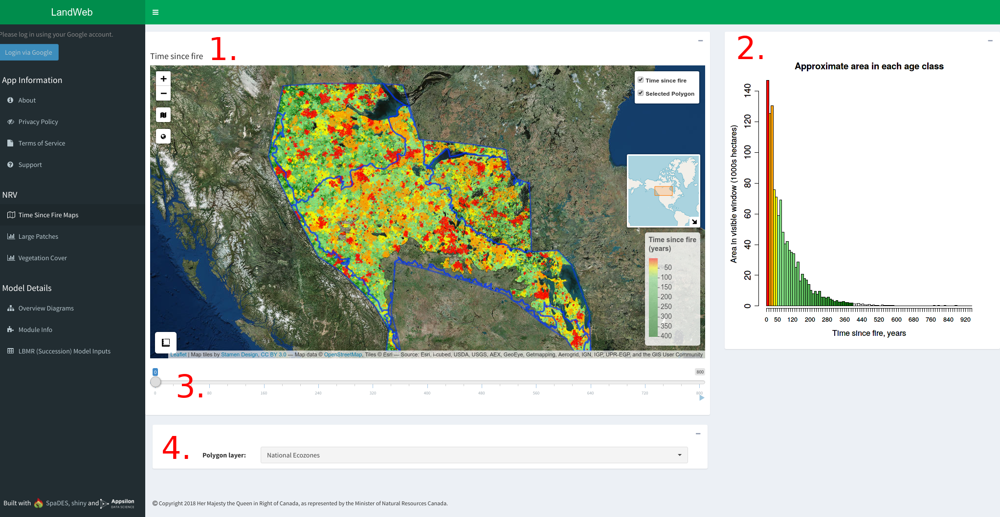 LandWeb
Please log in using your Google account.
Login via Google
App Information
About
Privacy Policy
Terms of Service
Support
NRV
Time Since Fire Maps
Large Patches
Vegetation Cover
Model Details
Overview Diagrams
Module Info
LBMR (Succession) Model Inputs
Built with SpaDES, shiny and Appsilon
DATA SCIENCE
Time since fire 1.
+
−
Time since fire
Selected Polygon
Time since fire
(years)
50
100
150
200
250
300
350
400
Leaflet | Map tiles by Stamen Design, CC BY 3.0 — Map data © OpenStreetMap, Tiles © Esri — Source: Esri, i-cubed, USDA, USGS, AEX, GeoEye, Getmapping, Aerogrid, IGN, IGP, UPR-EGP, and the GIS User Community
0 800
3.
0 80 160 240 320 400 480 560 640 720 800
4.
Polygon layer: National Ecozones
© Copyright 2018 Her Majesty the Queen in Right of Canada, as represented by the Minister of Natural Resources Canada.
2.
Approximate area in each age class
Area in visible window (1000s hectares)
140
120
100
80
60
40
20
0
0 50 120 200 280 360 440 520 600 680 760 840 920
Time since fire, years